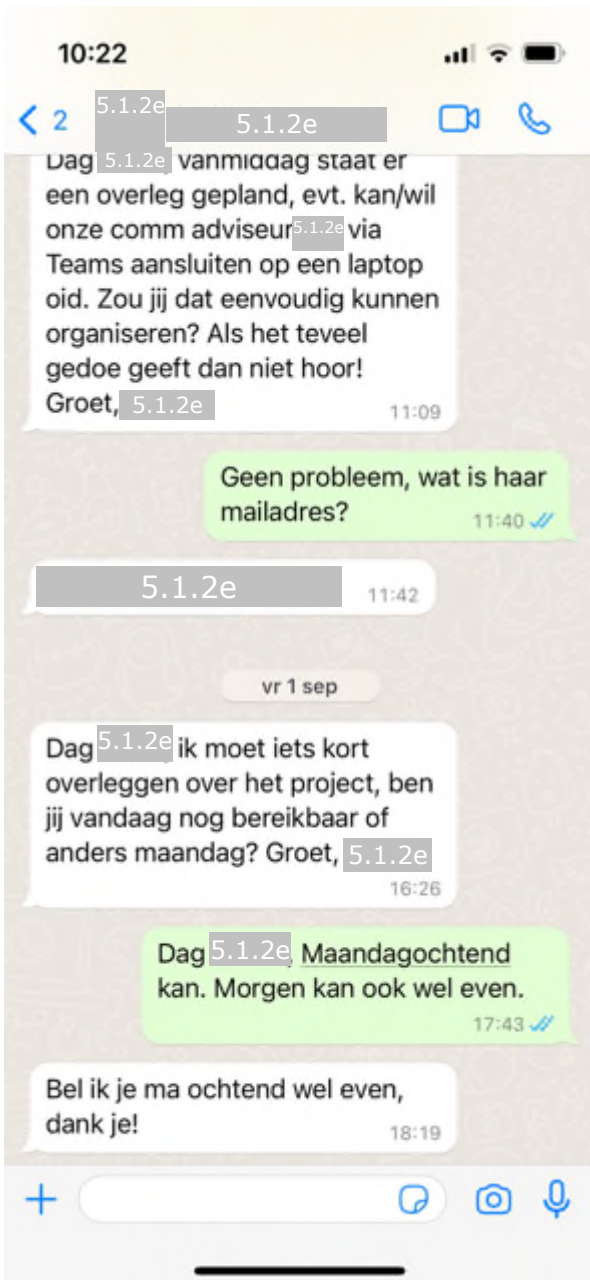 10:22
2 5.1.2e 5.1.2e
Dag 5.1.2e, vanmiddag staat er
een overleg gepland, evt. kan/wil
onze comm adviseur 5.1.2e via
Teams aansluiten op een laptop
oid. Zou jij dat eenvoudig kunnen
organiseren? Als het teveel
gedoe geeft dan niet hoor!
Groet, 5.1.2e 11:09
Geen probleem, wat is haar
mailadres? 11:40
5.1.2e 11:42
vr 1 sep
Dag 5.1.2e, ik moet iets kort
overleggen over het project, ben
jij vandaag nog bereikbaar of
anders maandag? Groet, 5.1.2e
16:26
Dag 5.1.2e, Maandagochtend
kan. Morgen kan ook wel even.
17:43
Bel ik je ma ochtend wel even,
dank je! 18:19